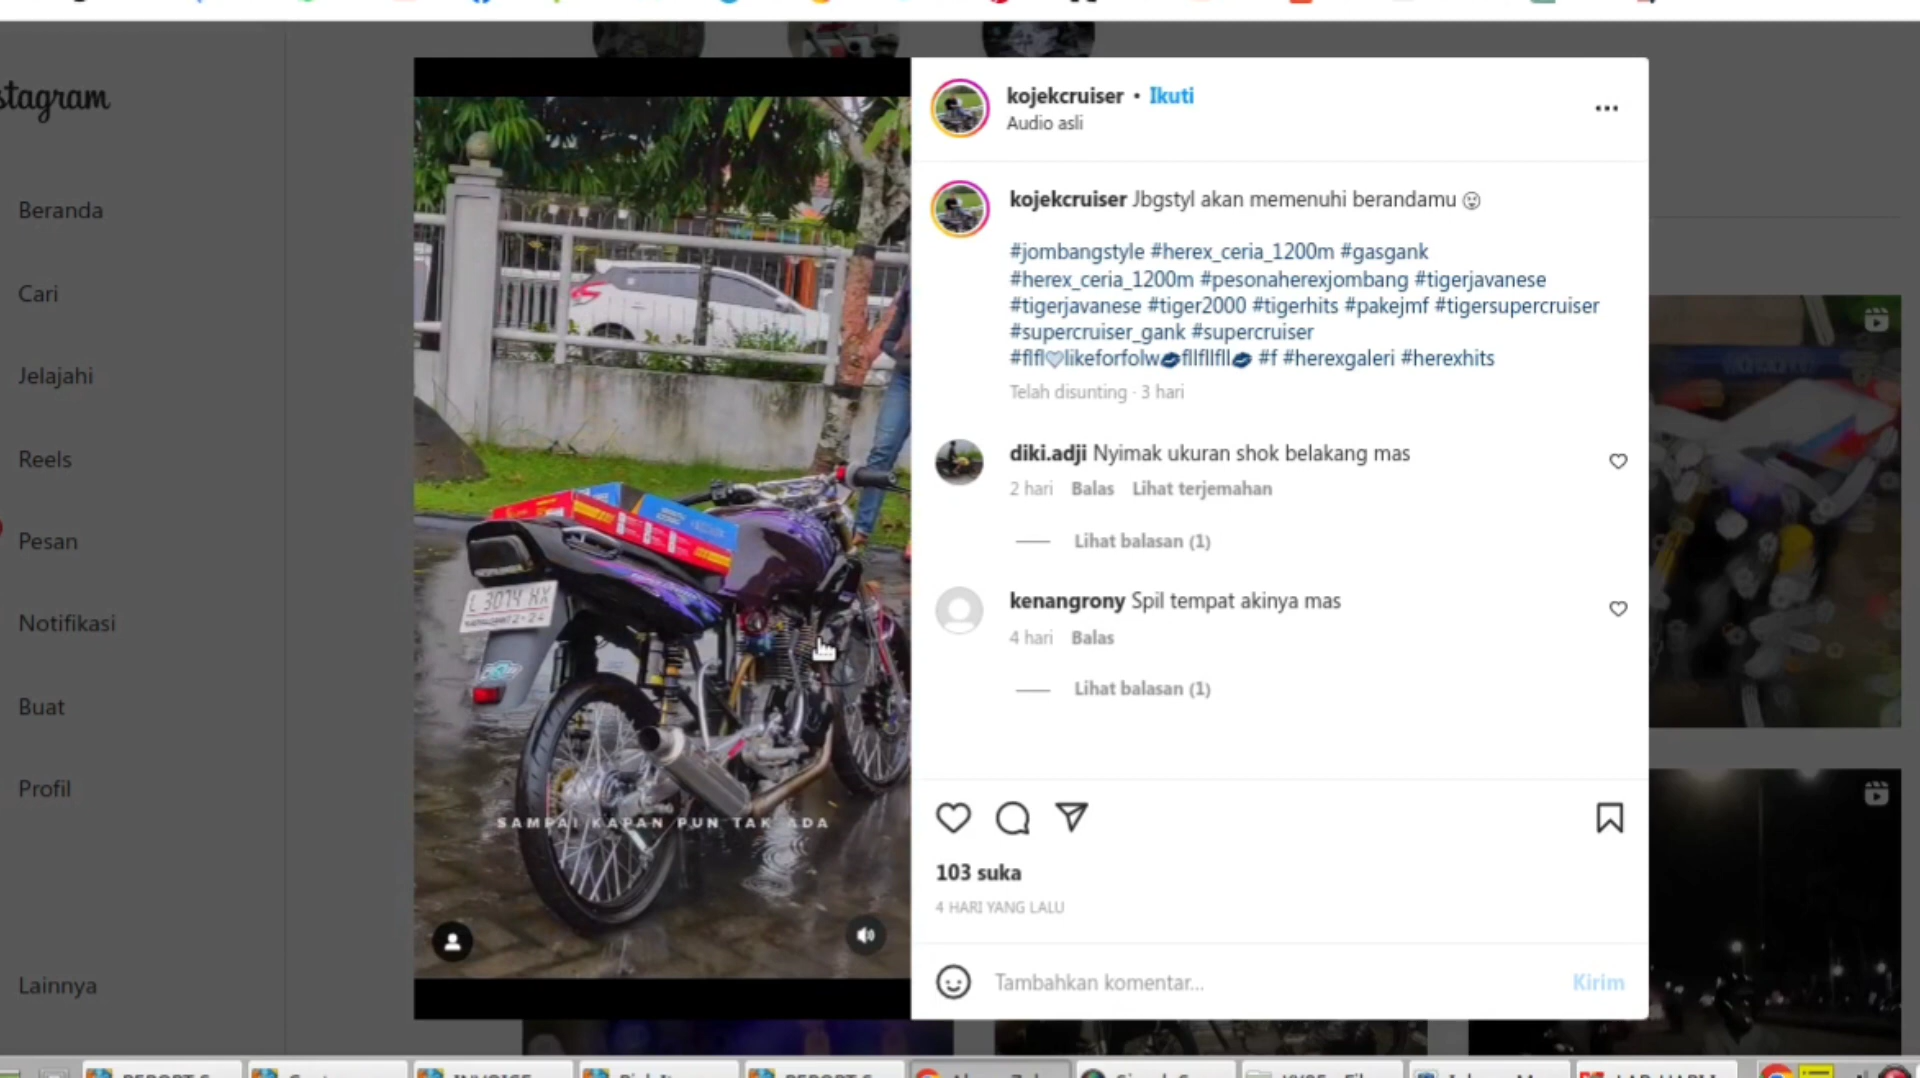 stagram
Beranda
Cari
Jelajahi
Reels
Pesan
Notifikasi
Buat
Profil
Lainnya
L 3074 HX
SAMPAI KAPAN PUN TAK ADA
kojekcruiser • Ikuti
Audio asli
kojekcruiser Jbgstyl akan memenuhi berandamu 😜
#jombangstyle #herex_ceria_1200m #gasgank
#herex_ceria_1200m #pesonaherexjombang #tigerjavanese
#tigerjavanese #tiger2000 #tigerhits #pakejmf #tigersupercruiser
#supercruiser_gank #supercruiser
#flfl🤍likeforfolw💋fllfllfll💋 #f #herexgaleri #herexhits
Telah disunting · 3 hari
diki.adji Nyimak ukuran shok belakang mas
2 hari Balas Lihat terjemahan
Lihat balasan (1)
kenangrony Spil tempat akinya mas
4 hari Balas
Lihat balasan (1)
103 suka
4 HARI YANG LALU
Tambahkan komentar... Kirim